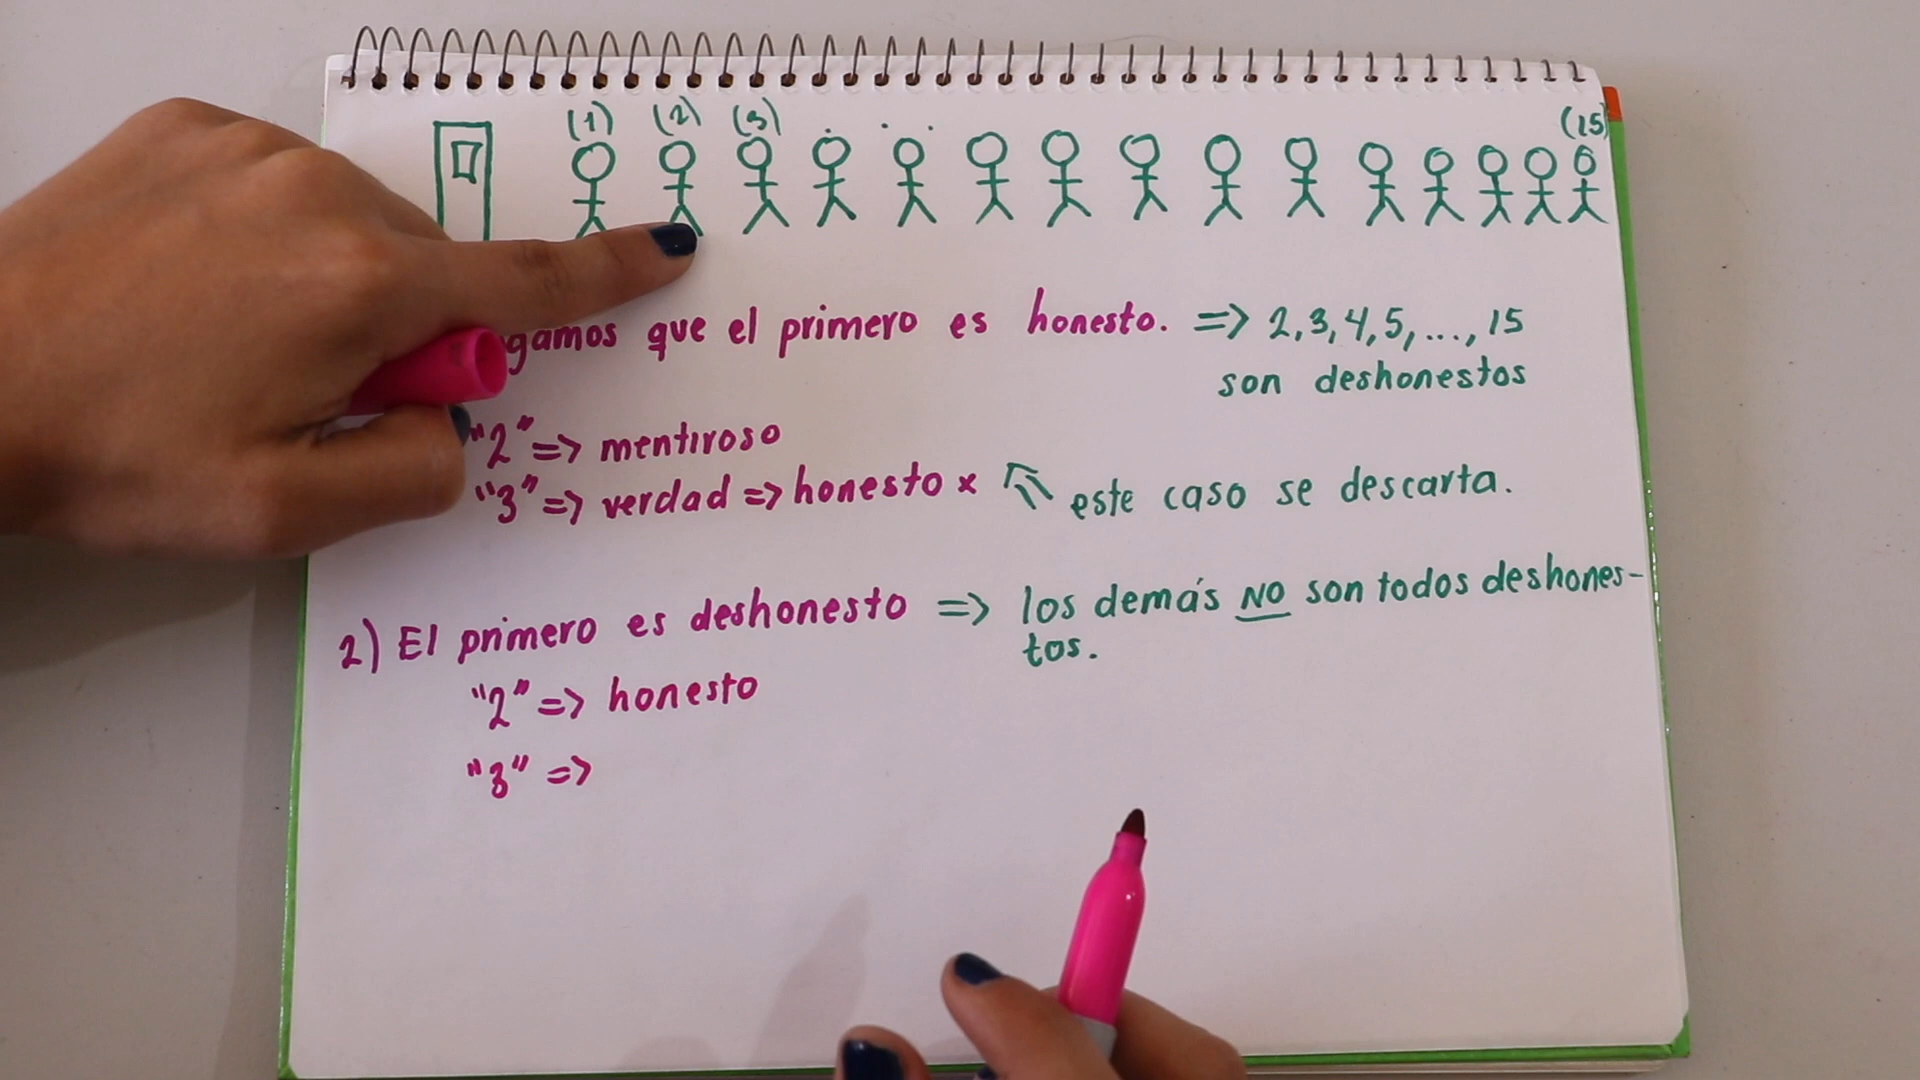 (1) (2) (3) (15)
que el primero es honesto. => 2,3,4,5,...,15
son deshonestos
"2" => mentiroso
"3" => verdad => honesto x este caso se descarta.
2) El primero es deshonesto => los demás NO son todos deshones-
tos.
"2" => honesto
"3" =>